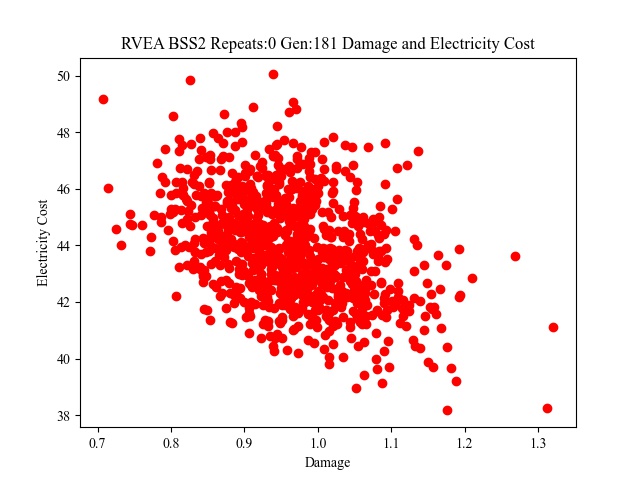 RVEA BSS2 Repeats:0 Gen:181 Damage and Electricity Cost
50
48
46
44
42
40
38
Electricity Cost
0.7 0.8 0.9 1.0 1.1 1.2 1.3
Damage